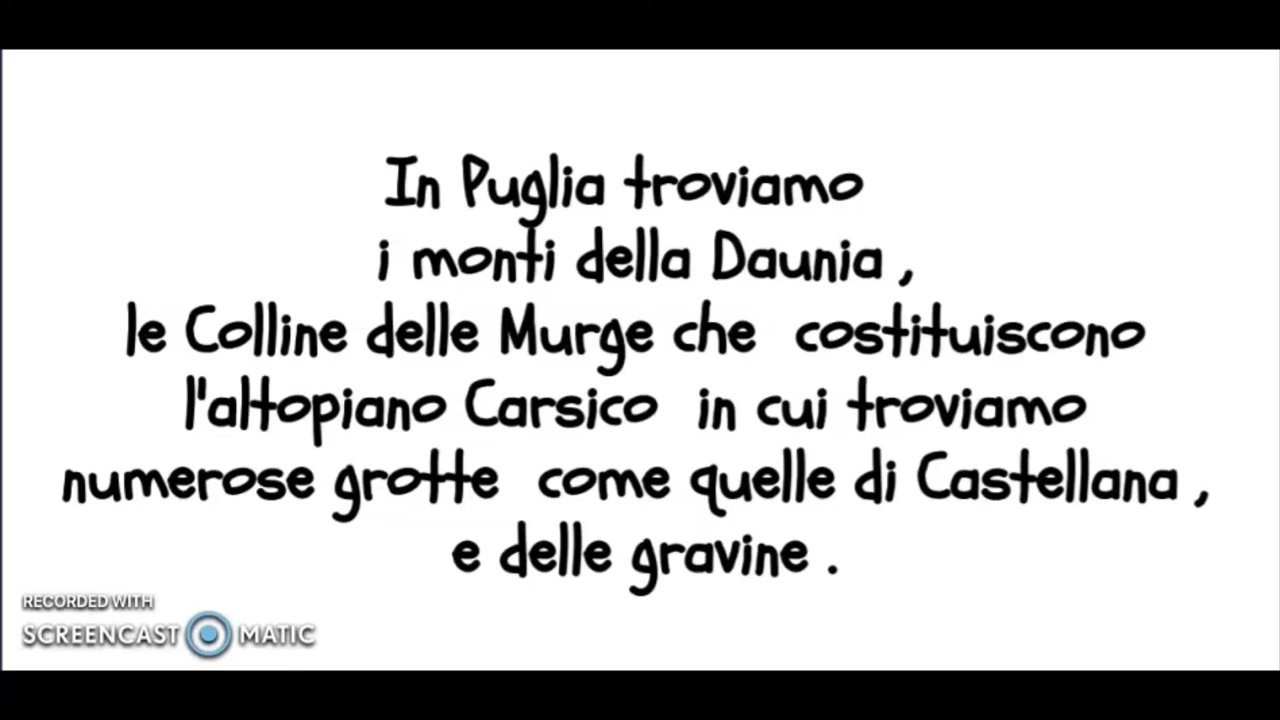 In Puglia troviamo
i monti della Daunia ,
le Colline delle Murge che costituiscono
l'altopiano Carsico in cui troviamo
numerose grotte come quelle di Castellana ,
e delle gravine .
RECORDED WITH
SCREENCAST MATIC